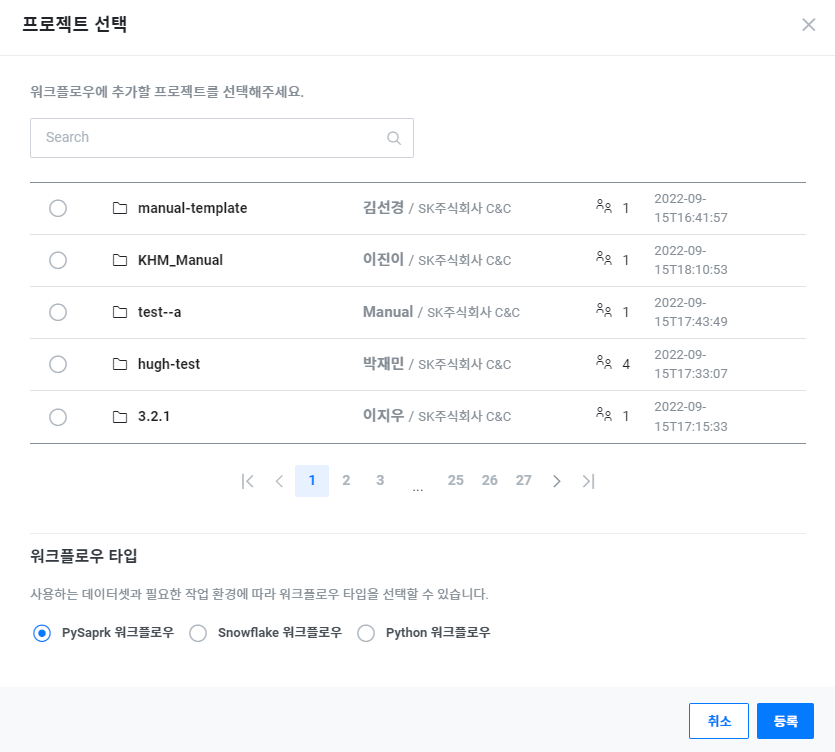 프로젝트 선택
워크플로우에 추가할 프로젝트를 선택해주세요.
Search
manual-template 김선경 / SK주식회사 C&C 1 2022-09-
15T16:41:57
KHM_Manual 이진이 / SK주식회사 C&C 1 2022-09-
15T18:10:53
test--a Manual / SK주식회사 C&C 1 2022-09-
15T17:43:49
hugh-test 박재민 / SK주식회사 C&C 4 2022-09-
15T17:33:07
3.2.1 이지우 / SK주식회사 C&C 1 2022-09-
15T17:15:33
1 2 3 ... 25 26 27
워크플로우 타입
사용하는 데이터셋과 필요한 작업 환경에 따라 워크플로우 타입을 선택할 수 있습니다.
PySaprk 워크플로우 Snowflake 워크플로우 Python 워크플로우
취소 등록